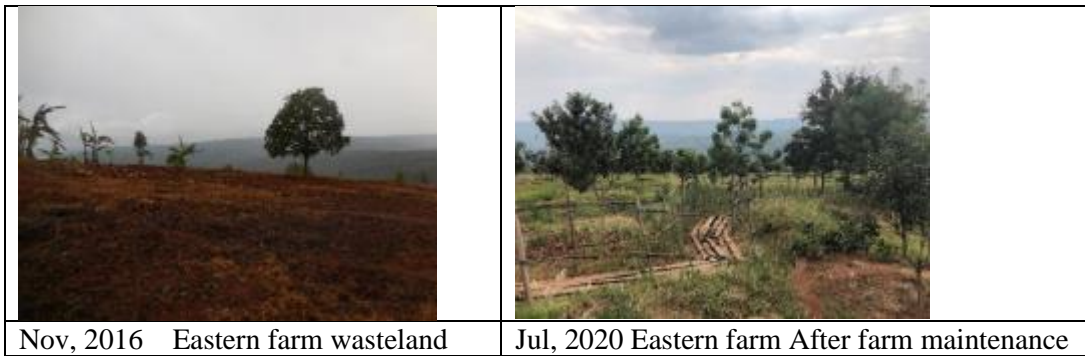 Nov, 2016 Eastern farm wasteland
Jul, 2020 Eastern farm After farm maintenance